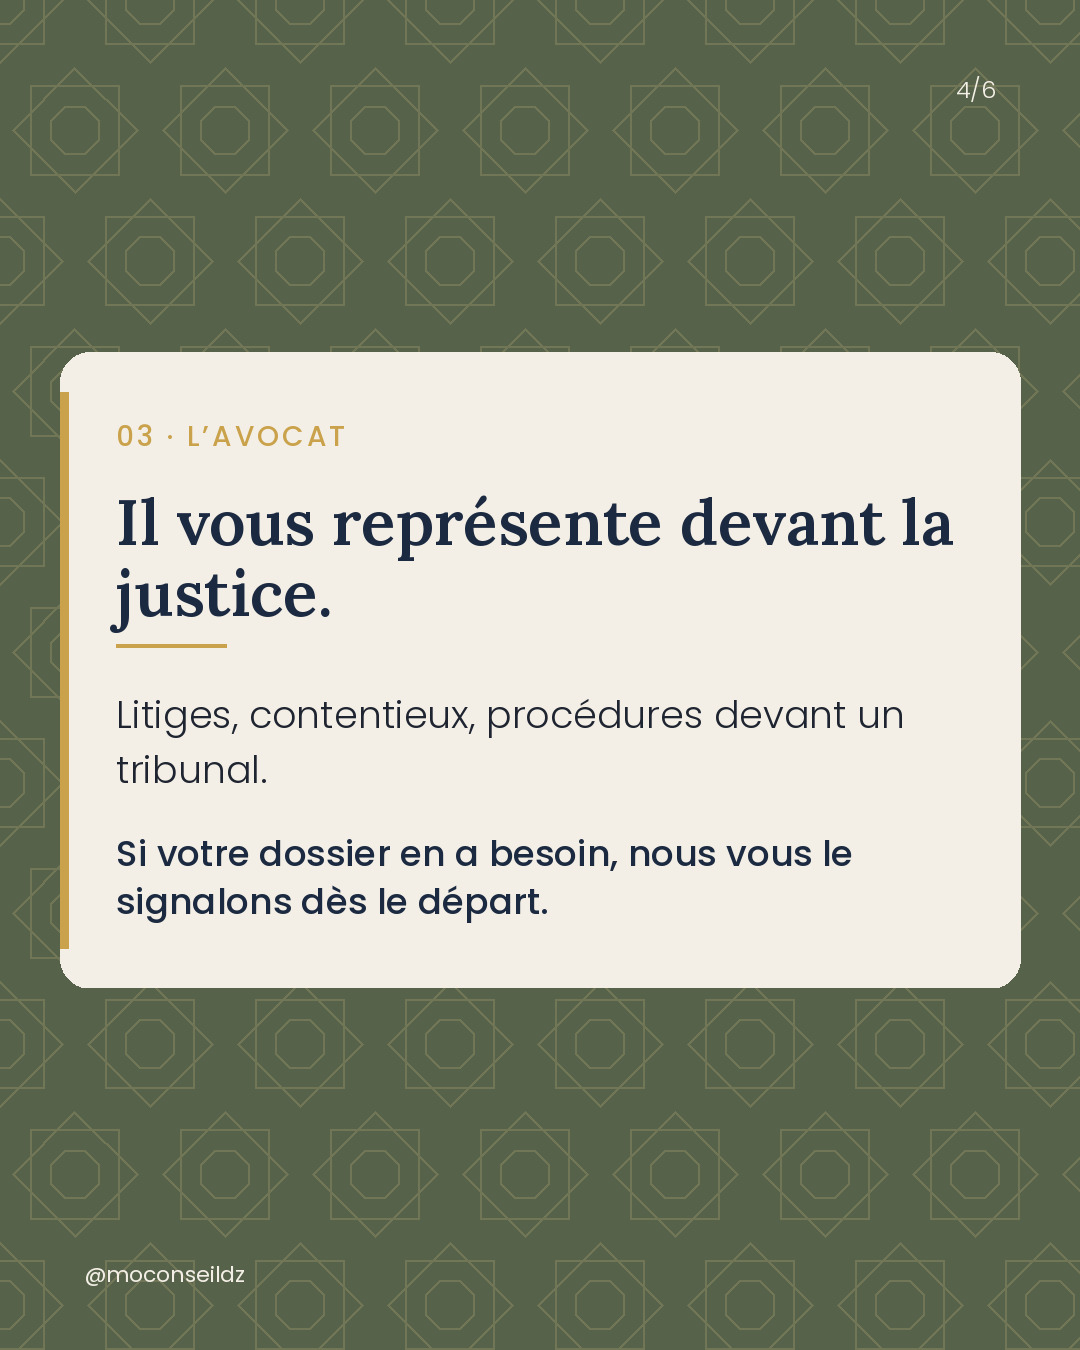 4/6
03 · L’AVOCAT
Il vous représente devant la
justice.
Litiges, contentieux, procédures devant un
tribunal.
Si votre dossier en a besoin, nous vous le
signalons dès le départ.
@moconseildz